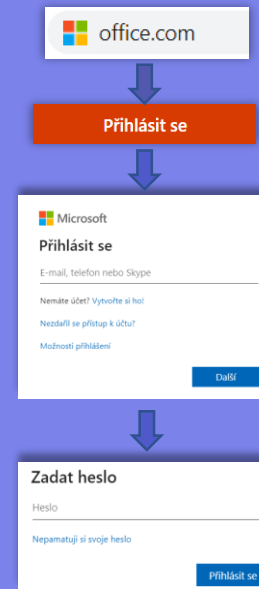 office.com
Přihlásit se
Microsoft
Přihlásit se
E-mail, telefon nebo Skype
Nemáte účet? Vytvořte si ho!
Nezdařil se přístup k účtu?
Možnosti přihlášení
Další
Zadat heslo
Heslo
Nepamatuji si svoje heslo
Přihlásit se